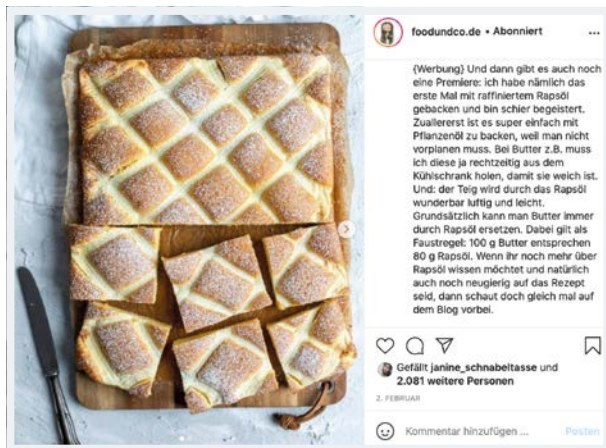 foodundco.de • Abonniert
{Werbung} Und dann gibt es auch noch
eine Premiere: ich habe nämlich das
erste Mal mit raffiniertem Rapsöl
gebacken und bin schier begeistert.
Zuallererst ist es super einfach mit
Pflanzenöl zu backen, weil man nicht
vorplanen muss. Bei Butter z.B. muss
ich diese ja rechtzeitig aus dem
Kühlschrank holen, damit sie weich ist.
Und: der Teig wird durch das Rapsöl
wunderbar luftig und leicht.
Grundsätzlich kann man Butter immer
durch Rapsöl ersetzen. Dabei gilt als
Faustregel: 100 g Butter entsprechen
80 g Rapsöl. Wenn ihr noch mehr über
Rapsöl wissen möchtet und natürlich
auch noch neugierig auf das Rezept
seid, dann schaut doch gleich mal auf
dem Blog vorbei.
Gefällt janine_schnabeltasse und
2.081 weitere Personen
2. FEBRUAR
Kommentar hinzufügen ... Posten